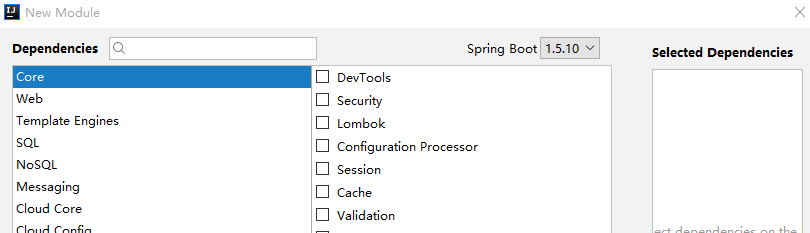 New Module
Dependencies
Spring Boot 1.5.10
Selected Dependencies
Core
Web
Template Engines
SQL
NoSQL
Messaging
Cloud Core
Cloud Config
DevTools
Security
Lombok
Configuration Processor
Session
Cache
Validation
ect dependencies on the